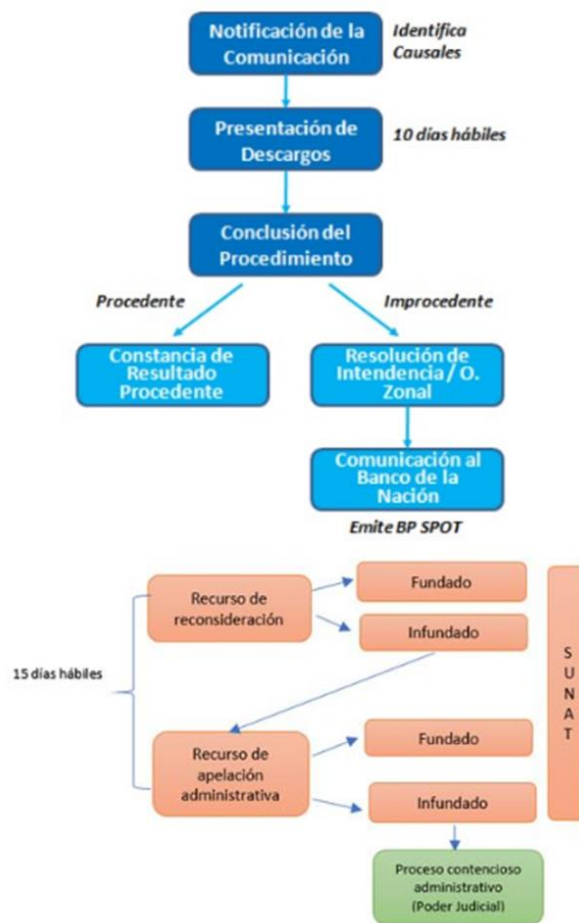 Notificación de la
Comunicación
Identifica
Causales
Presentación de
Descargos
10 días hábiles
Conclusión del
Procedimiento
Procedente
Improcedente
Constancia de
Resultado
Procedente
Resolución de
Intendencia / O.
Zonal
Comunicación al
Banco de la
Nación
Emite BP SPOT
Recurso de
reconsideración
Fundado
Infundado
15 días hábiles
Recurso de
apelación
administrativa
Fundado
Infundado
S
U
N
A
T
Proceso contencioso
administrativo
(Poder Judicial)